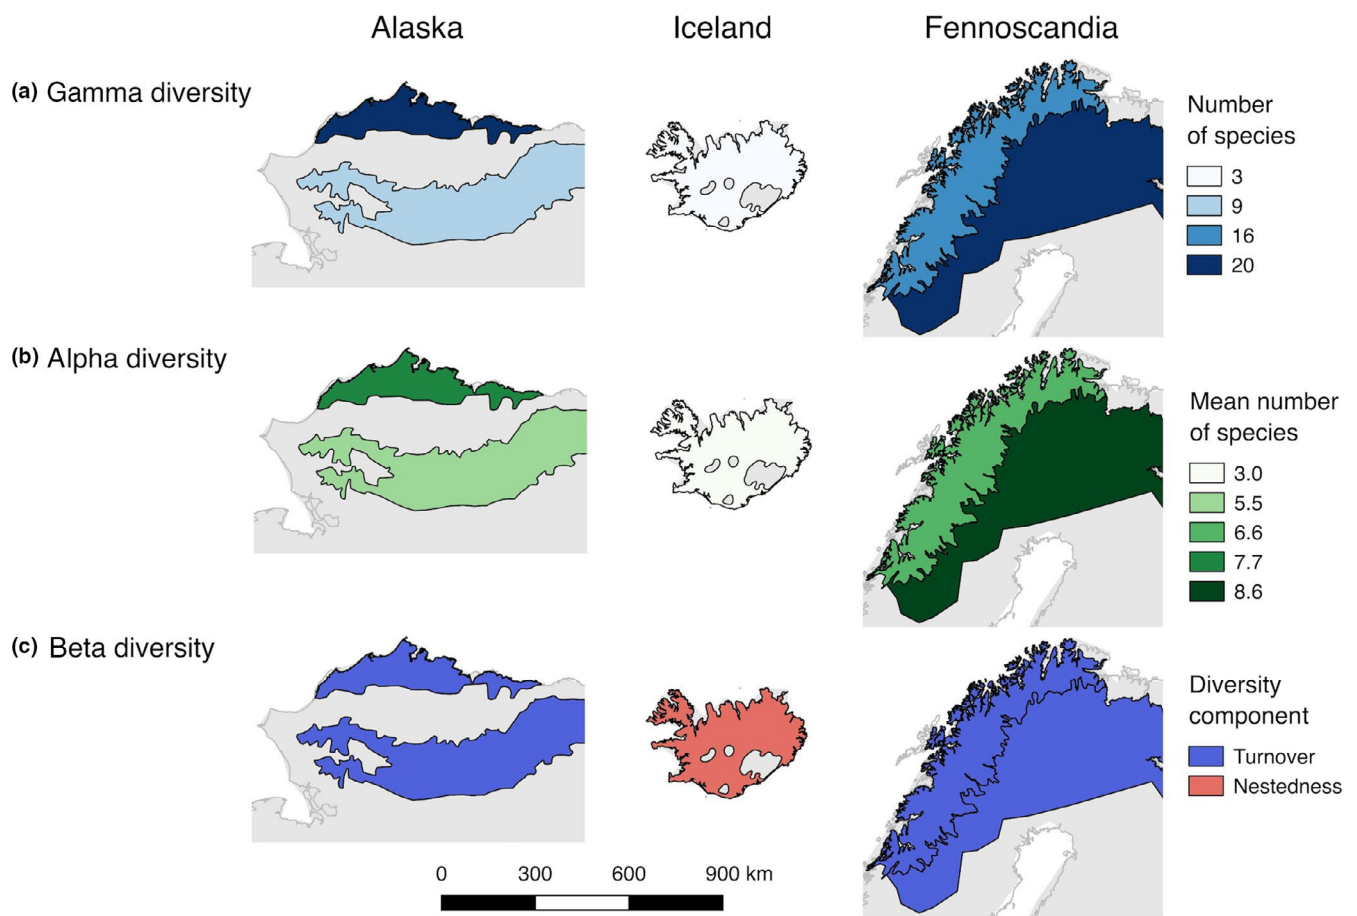 Alaska
Iceland
Fennoscandia
(a) Gamma diversity
Number
of species
3
9
16
20
(b) Alpha diversity
Mean number
of species
3.0
5.5
6.6
7.7
8.6
(c) Beta diversity
Diversity
component
Turnover
Nestedness
0 300 600 900 km